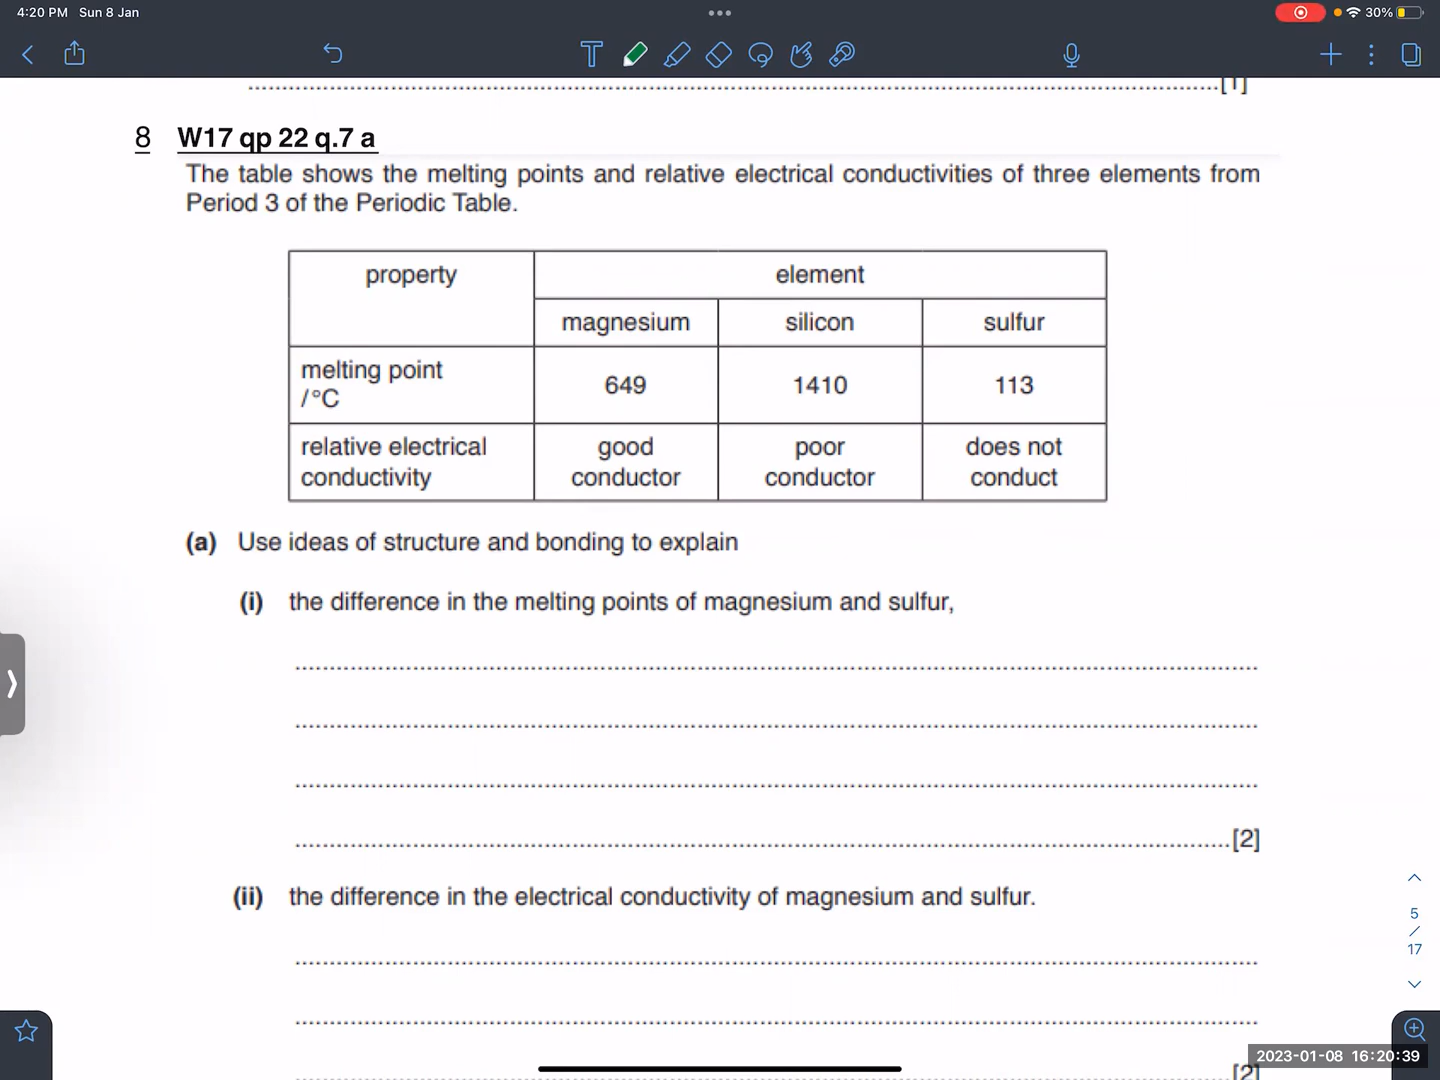 4:20 PM Sun 8 Jan
30%
[1]
8 W17 qp 22 q.7 a
The table shows the melting points and relative electrical conductivities of three elements from
Period 3 of the Periodic Table.
property element
magnesium silicon sulfur
melting point
/°C
649 1410 113
relative electrical
conductivity
good
conductor
poor
conductor
does not
conduct
(a) Use ideas of structure and bonding to explain
(i) the difference in the melting points of magnesium and sulfur,
[2]
(ii) the difference in the electrical conductivity of magnesium and sulfur.
5
/
17
2023-01-08 16:20:39
[2]